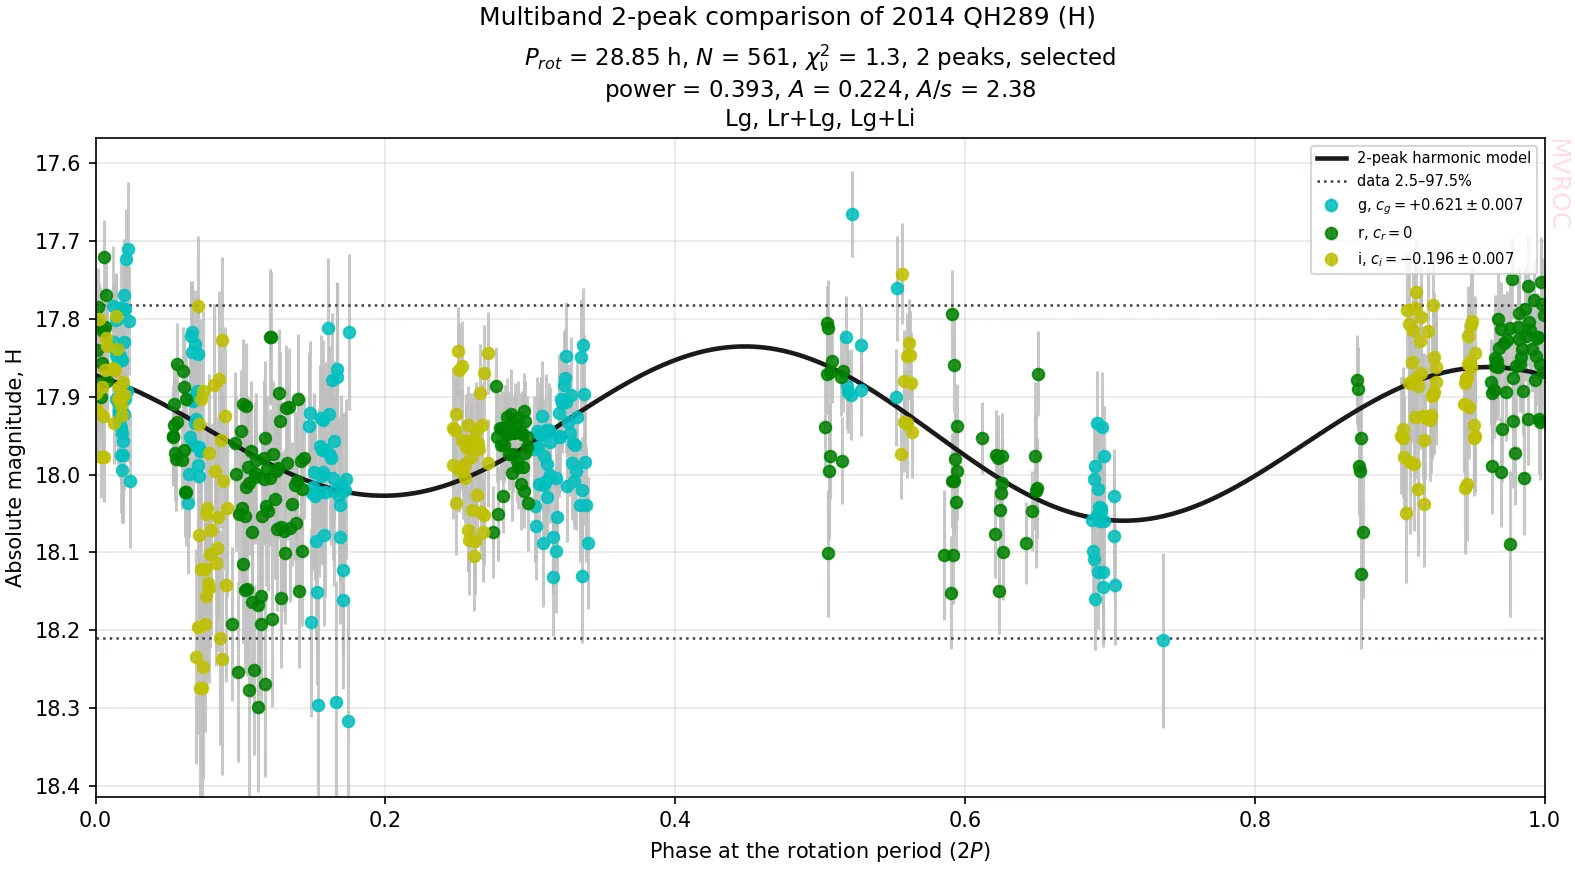 Multiband 2-peak comparison of 2014 QH289 (H)
P_rot = 28.85 h, N = 561, χ²_ν = 1.3, 2 peaks, selected
power = 0.393, A = 0.224, A/s = 2.38
Lg, Lr+Lg, Lg+Li
2-peak harmonic model
data 2.5–97.5%
g, c_g = +0.621 ± 0.007
r, c_r = 0
i, c_i = −0.196 ± 0.007
MVROC
Absolute magnitude, H
17.6
17.7
17.8
17.9
18.0
18.1
18.2
18.3
18.4
0.0 0.2 0.4 0.6 0.8 1.0
Phase at the rotation period (2P)